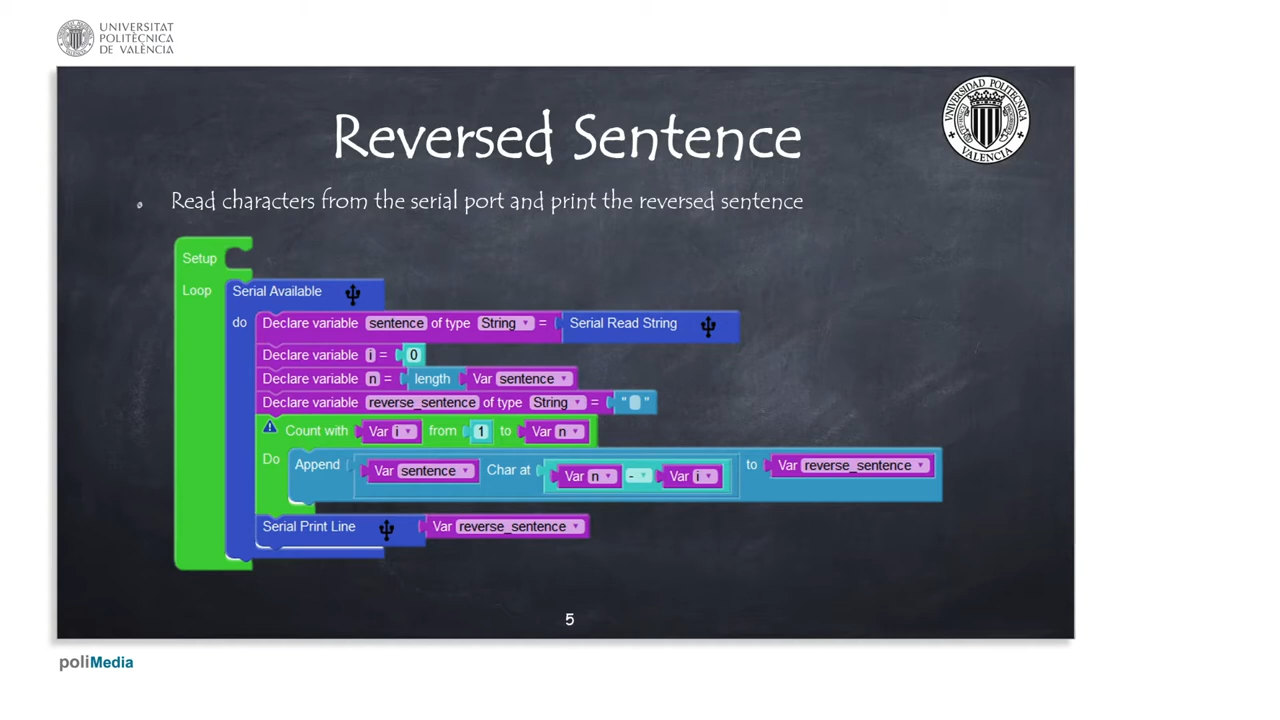 UNIVERSITAT
POLITÈCNICA
DE VALÈNCIA
UNIVERSIDAD POLITECNICA
VALENCIA
Reversed Sentence
Read characters from the serial port and print the reversed sentence
Setup
Loop Serial Available
do Declare variable sentence of type String = Serial Read String
Declare variable i = 0
Declare variable n = length Var sentence
Declare variable reverse_sentence of type String = " "
Count with Var i from 1 to Var n
Do Append Var sentence Char at Var n - Var i to Var reverse_sentence
Serial Print Line Var reverse_sentence
5
poliMedia